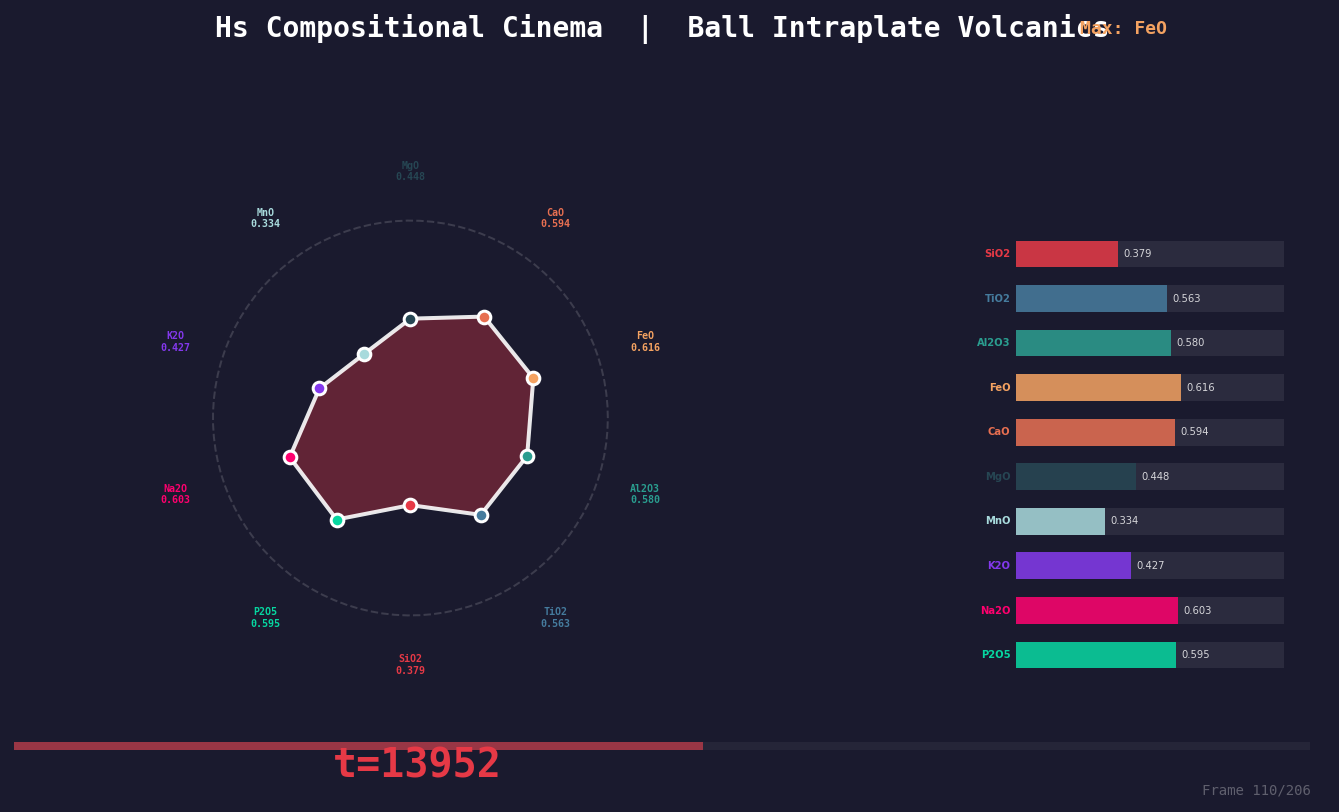 Hs Compositional Cinema | Ball Intraplate Volcanics
Max: FeO
MgO
0.448
MnO
0.334
CaO
0.594
K2O
0.427
FeO
0.616
Na2O
0.603
Al2O3
0.580
P2O5
0.595
TiO2
0.563
SiO2
0.379
SiO2 0.379
TiO2 0.563
Al2O3 0.580
FeO 0.616
CaO 0.594
MgO 0.448
MnO 0.334
K2O 0.427
Na2O 0.603
P2O5 0.595
t=13952
Frame 110/206